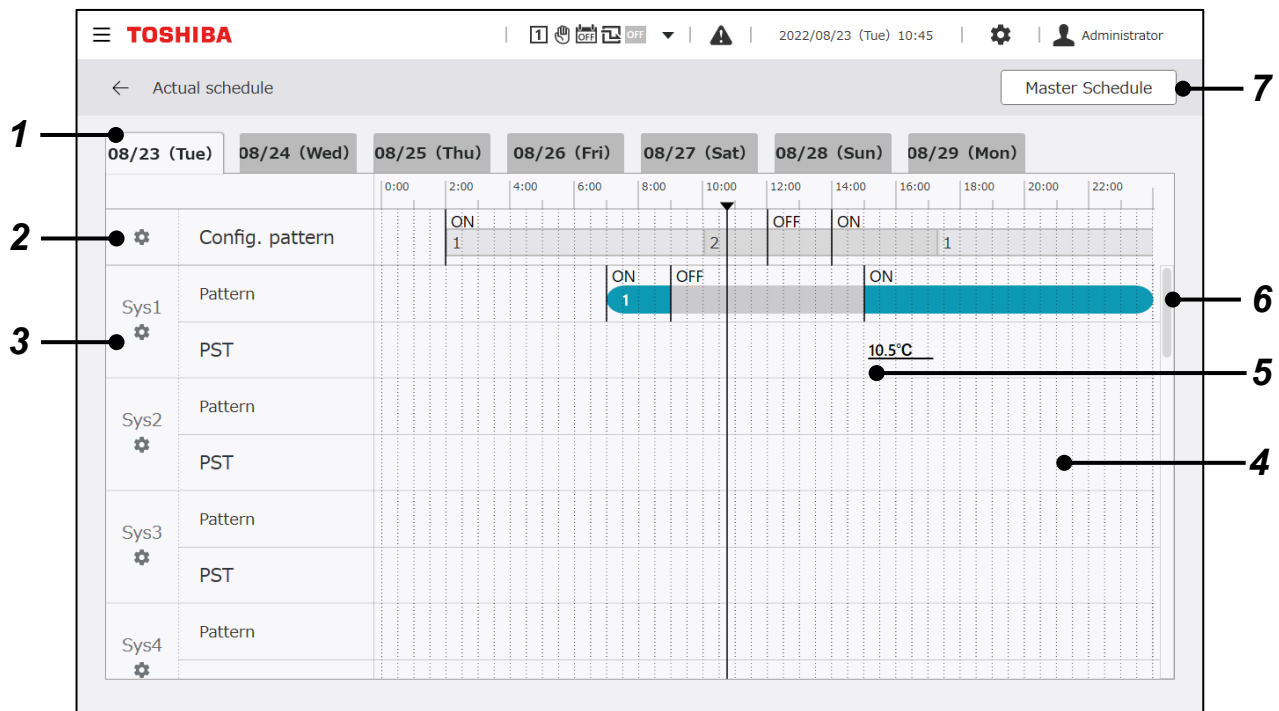 TOSHIBA 1 OFF OFF 2022/08/23 (Tue) 10:45 Administrator
← Actual schedule Master Schedule 7
1
08/23 (Tue) 08/24 (Wed) 08/25 (Thu) 08/26 (Fri) 08/27 (Sat) 08/28 (Sun) 08/29 (Mon)
0:00 2:00 4:00 6:00 8:00 10:00 12:00 14:00 16:00 18:00 20:00 22:00
ON OFF ON
2 Config. pattern 1 2 1
ON OFF ON
Pattern 1 6
Sys1
3 PST 10.5°C
5
Pattern
Sys2
PST 4
Pattern
Sys3
PST
Pattern
Sys4